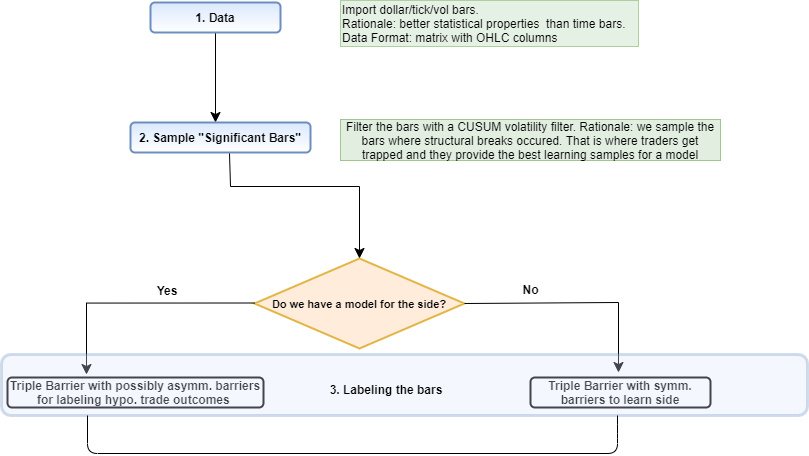 1. Data
Import dollar/tick/vol bars.
Rationale: better statistical properties than time bars.
Data Format: matrix with OHLC columns
2. Sample "Significant Bars"
Filter the bars with a CUSUM volatility filter. Rationale: we sample the
bars where structural breaks occured. That is where traders get
trapped and they provide the best learning samples for a model
Do we have a model for the side?
Yes
No
Triple Barrier with possibly asymm. barriers
for labeling hypo. trade outcomes
3. Labeling the bars
Triple Barrier with symm.
barriers to learn side